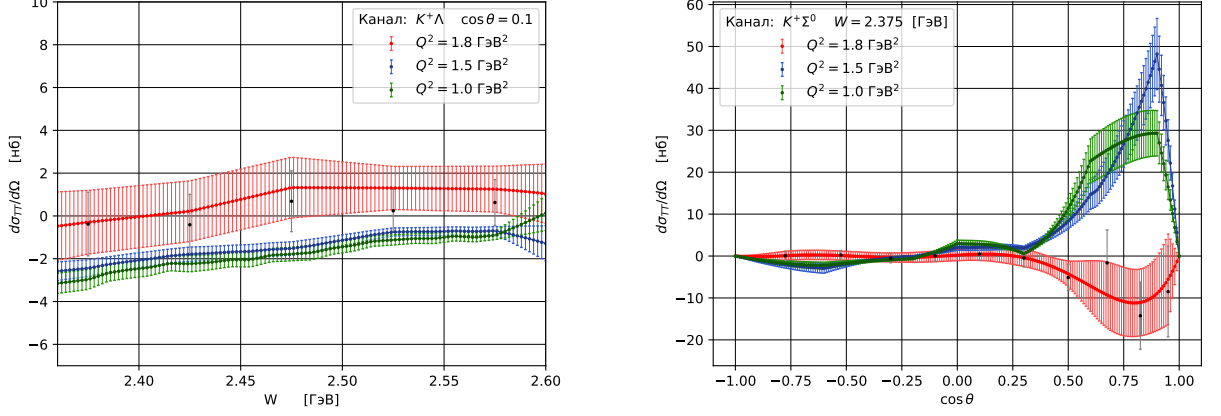 Канал: K⁺Λ cos θ = 0.1
Q² = 1.8 ГэВ²
Q² = 1.5 ГэВ²
Q² = 1.0 ГэВ²
10
8
6
4
2
0
−2
−4
−6
dσ_TT/dΩ [нб]
2.40 2.45 2.50 2.55 2.60
W [ГэВ]
Канал: K⁺Σ⁰ W = 2.375 [ГэВ]
Q² = 1.8 ГэВ²
Q² = 1.5 ГэВ²
Q² = 1.0 ГэВ²
60
50
40
30
20
10
0
−10
−20
dσ_TT/dΩ [нб]
−1.00 −0.75 −0.50 −0.25 0.00 0.25 0.50 0.75 1.00
cos θ